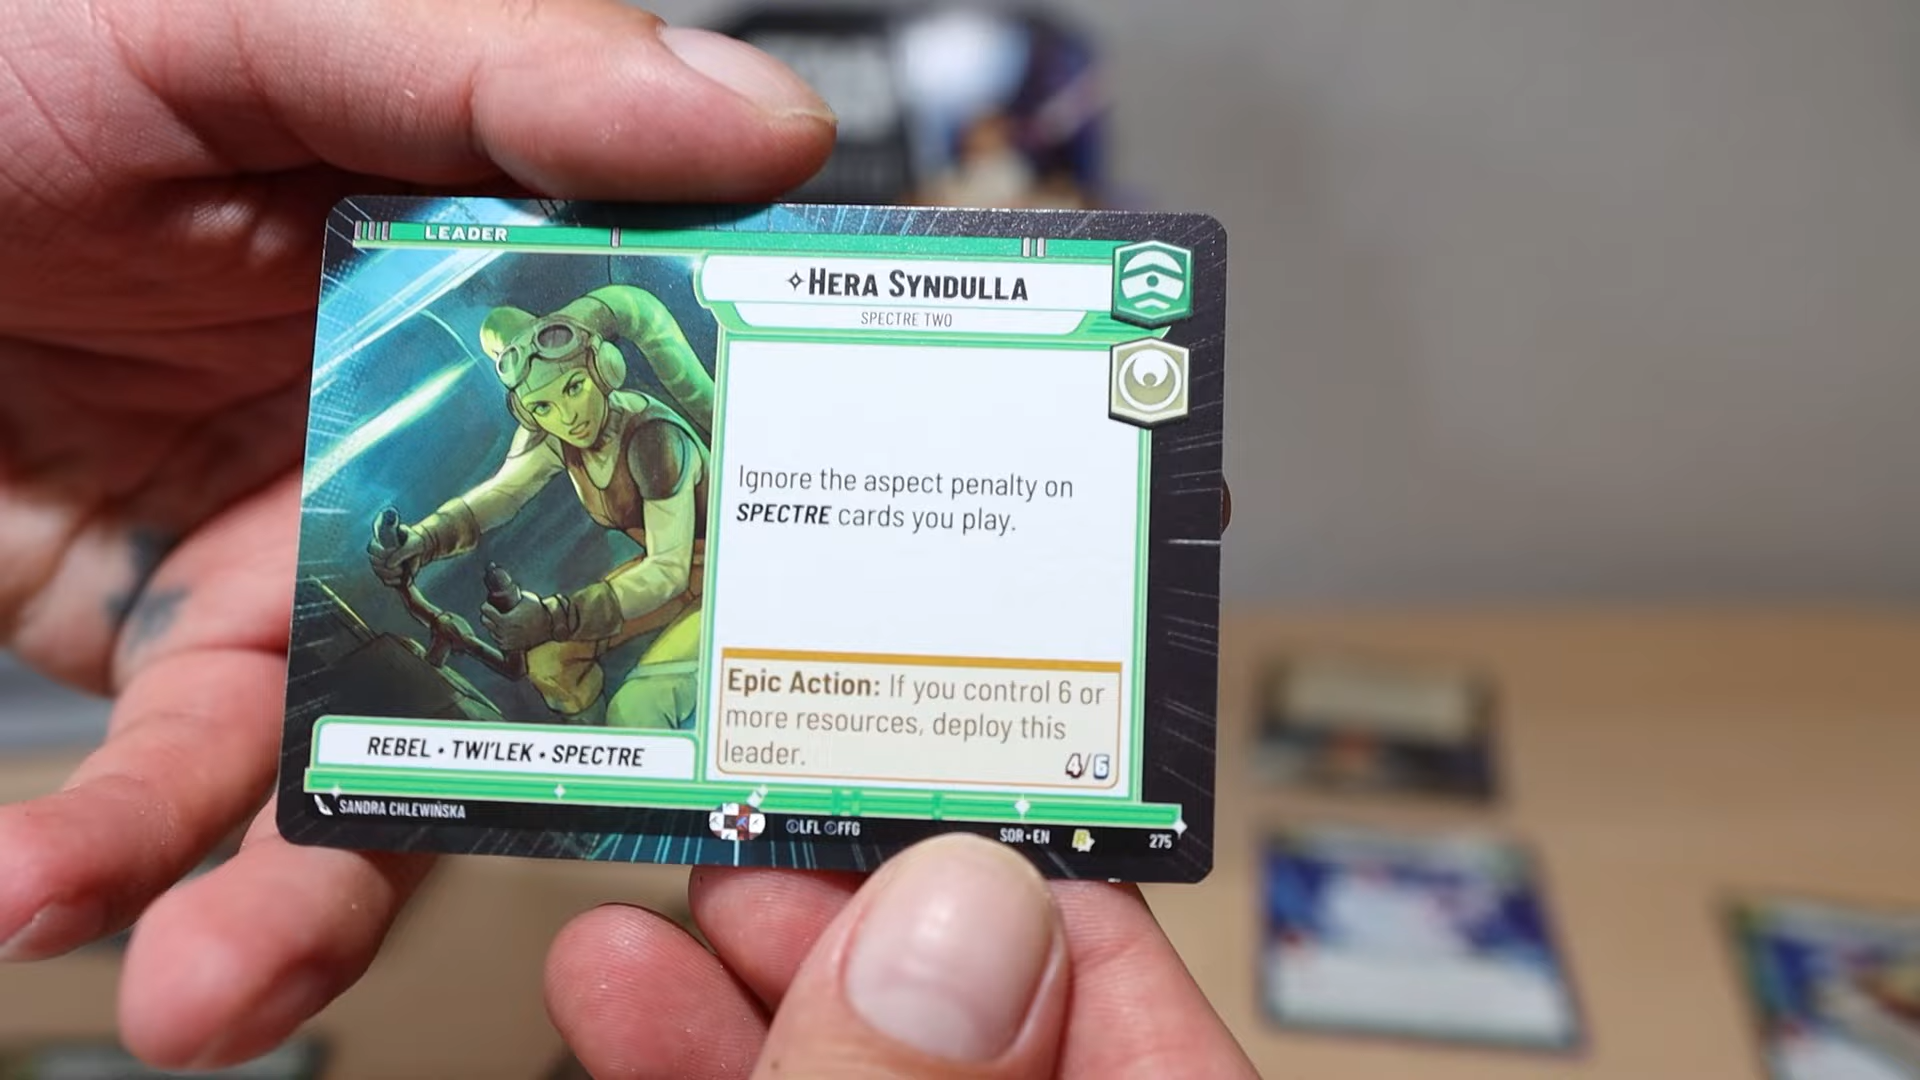 LEADER
✧HERA SYNDULLA
SPECTRE TWO
Ignore the aspect penalty on
SPECTRE cards you play.
Epic Action: If you control 6 or
more resources, deploy this
leader.
4/6
REBEL • TWI'LEK • SPECTRE
SANDRA CHLEWIŃSKA
©LFL ©FFG
SOR • EN
R
275